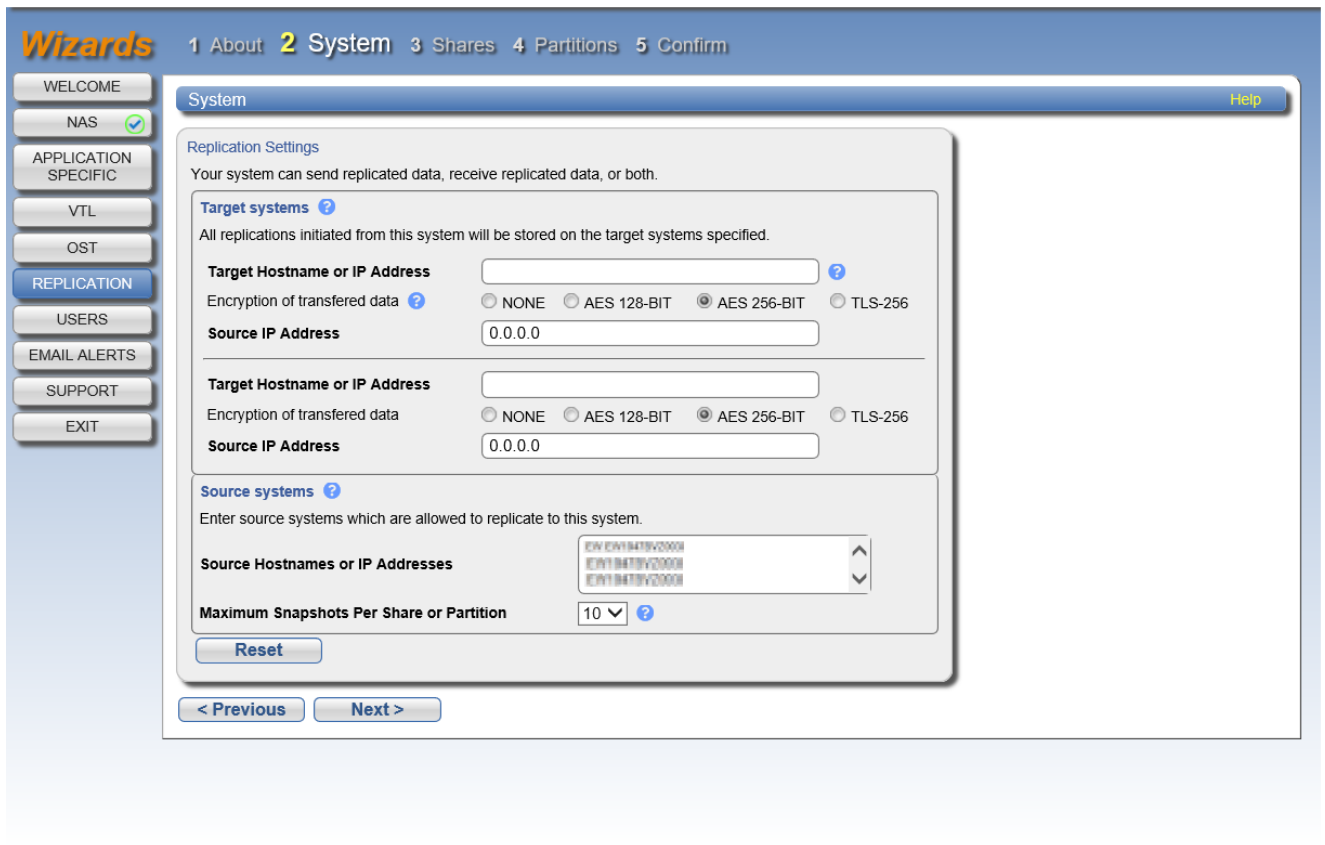 Wizards 1 About 2 System 3 Shares 4 Partitions 5 Confirm
WELCOME
NAS
APPLICATION
SPECIFIC
VTL
OST
REPLICATION
USERS
EMAIL ALERTS
SUPPORT
EXIT
System Help
Replication Settings
Your system can send replicated data, receive replicated data, or both.
Target systems ?
All replications initiated from this system will be stored on the target systems specified.
Target Hostname or IP Address ?
Encryption of transfered data ? NONE AES 128-BIT AES 256-BIT TLS-256
Source IP Address 0.0.0.0
Target Hostname or IP Address
Encryption of transfered data NONE AES 128-BIT AES 256-BIT TLS-256
Source IP Address 0.0.0.0
Source systems ?
Enter source systems which are allowed to replicate to this system.
Source Hostnames or IP Addresses
Maximum Snapshots Per Share or Partition 10 ?
Reset
< Previous Next >